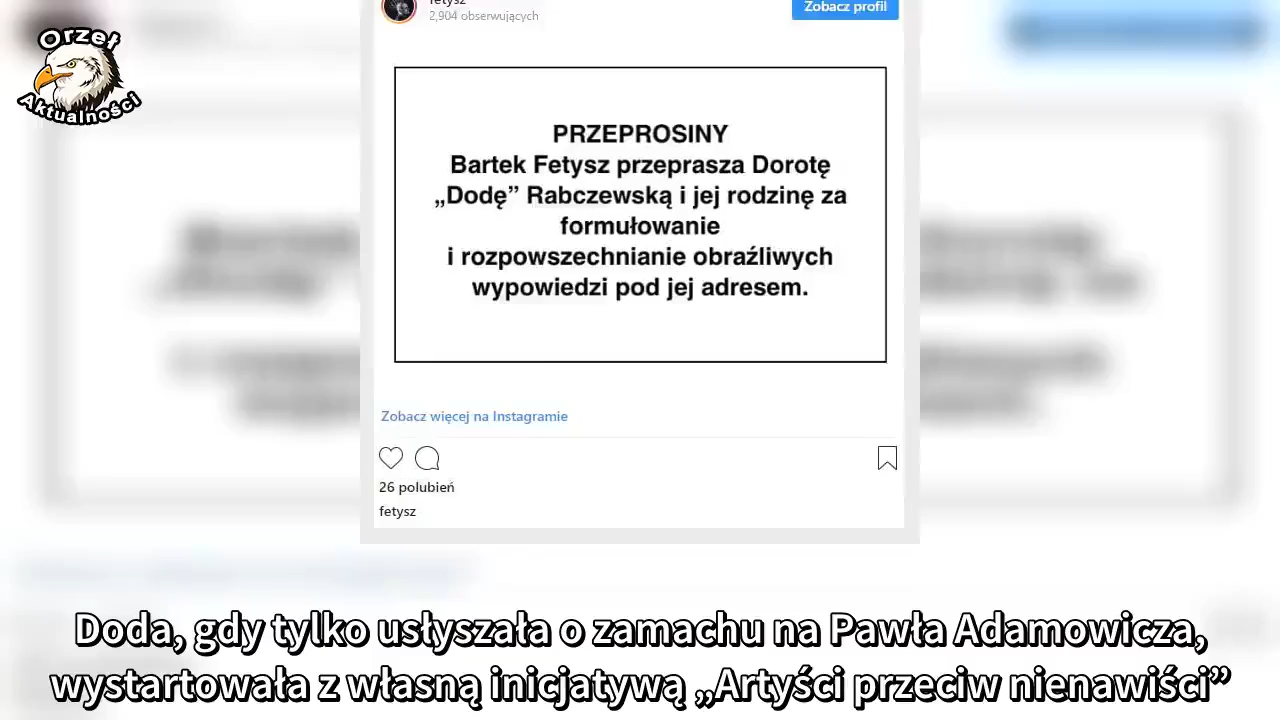 Orzeł
Aktualności
fetysz
2,904 obserwujących
Zobacz profil
PRZEPROSINY
Bartek Fetysz przeprasza Dorotę
„Dodę” Rabczewską i jej rodzinę za
formułowanie
i rozpowszechnianie obraźliwych
wypowiedzi pod jej adresem.
Zobacz więcej na Instagramie
26 polubień
fetysz
Doda, gdy tylko usłyszała o zamachu na Pawła Adamowicza,
wystartowała z własną inicjatywą „Artyści przeciw nienawiści”